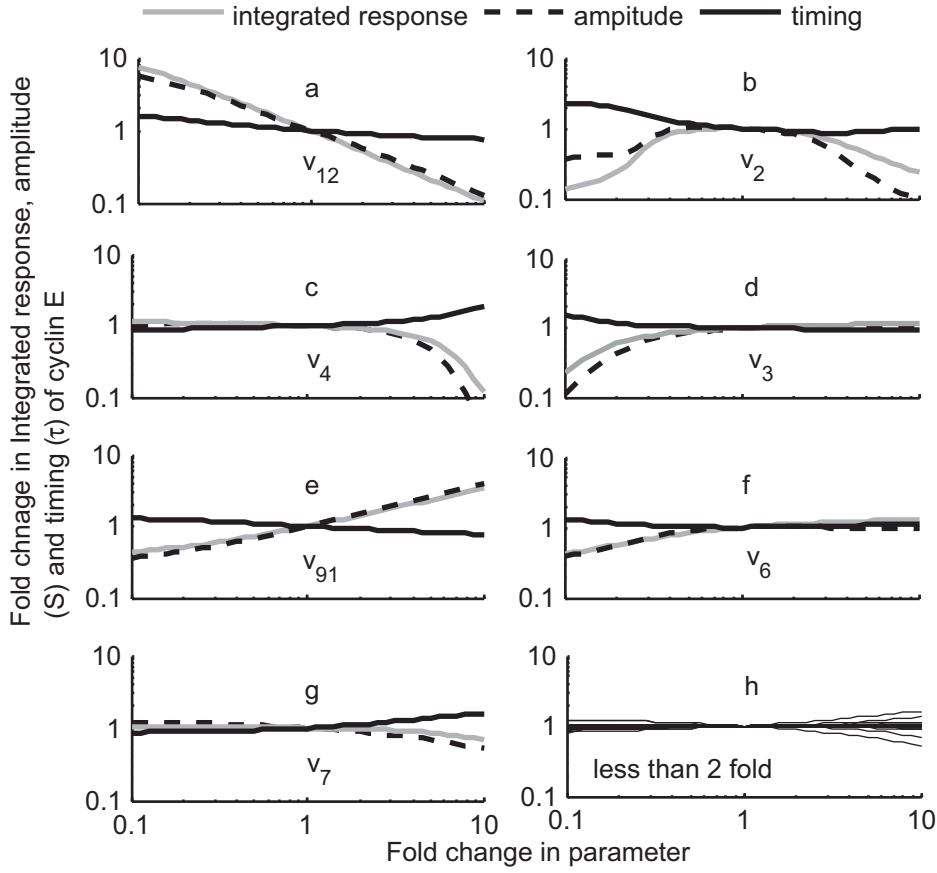 integrated response ampitude timing
Fold chnage in Integrated response, amplitude
(S) and timing (τ) of cyclin E
10 a 10 b
1 1
v12 v2
0.1 0.1
10 c 10 d
1 1
v4 v3
0.1 0.1
10 e 10 f
1 1
v91 v6
0.1 0.1
10 g 10 h
1 1
v7 less than 2 fold
0.1 0.1
0.1 1 10 0.1 1 10
Fold change in parameter